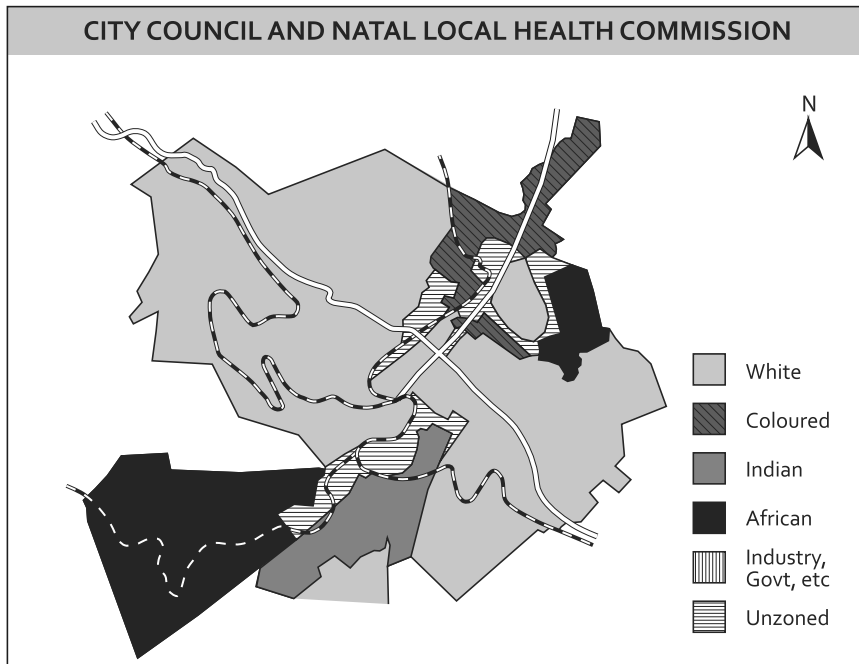 CITY COUNCIL AND NATAL LOCAL HEALTH COMMISSION
N
White
Coloured
Indian
African
Industry,
Govt, etc
Unzoned